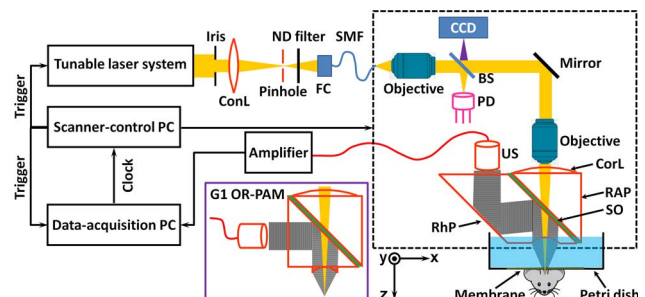 CCD
Iris
ND filter
SMF
Tunable laser system
Mirror
Trigger
ConL
Pinhole
FC
Objective
BS
PD
Scanner-control PC
Objective
Amplifier
US
CorL
Trigger
Clock
G1 OR-PAM
RAP
SO
Data-acquisition PC
RhP
y
x
z
Membrane
Petri dish